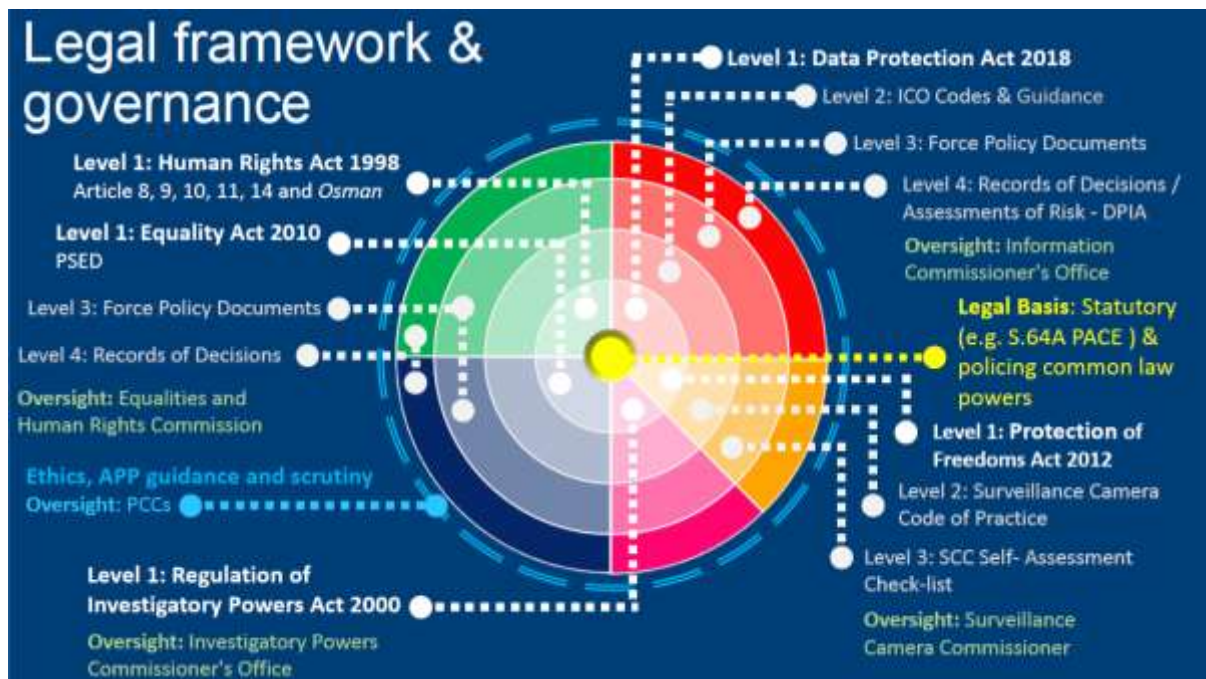 Legal framework &
governance
Level 1: Human Rights Act 1998
Article 8, 9, 10, 11, 14 and Osman
Level 1: Equality Act 2010
PSED
Level 3: Force Policy Documents
Level 4: Records of Decisions
Oversight: Equalities and
Human Rights Commission
Ethics, APP guidance and scrutiny
Oversight: PCCs
Level 1: Regulation of
Investigatory Powers Act 2000
Oversight: Investigatory Powers
Commissioner's Office
Level 1: Data Protection Act 2018
Level 2: ICO Codes & Guidance
Level 3: Force Policy Documents
Level 4: Records of Decisions /
Assessments of Risk - DPIA
Oversight: Information
Commissioner's Office
Legal Basis: Statutory
(e.g. S.64A PACE ) &
policing common law
powers
Level 1: Protection of
Freedoms Act 2012
Level 2: Surveillance Camera
Code of Practice
Level 3: SCC Self- Assessment
Check-list
Oversight: Surveillance
Camera Commissioner